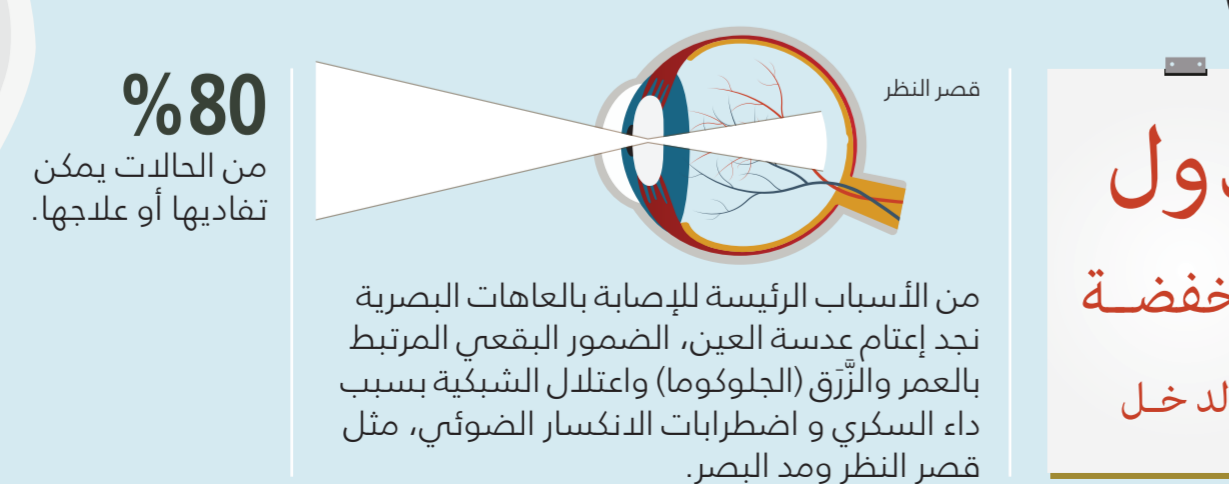 قصر النظر
من الأسباب الرئيسة للإصابة بالعاهات البصرية
نجد إعتام عدسة العين، الضمور البقعي المرتبط
بالعمر والزَّرَق (الجلوكوما) واعتلال الشبكية بسبب
داء السكري و اضطرابات الانكسار الضوئي، مثل
قصر النظر ومد البصر.
%80
من الحالات يمكن
تفاديها أو علاجها.